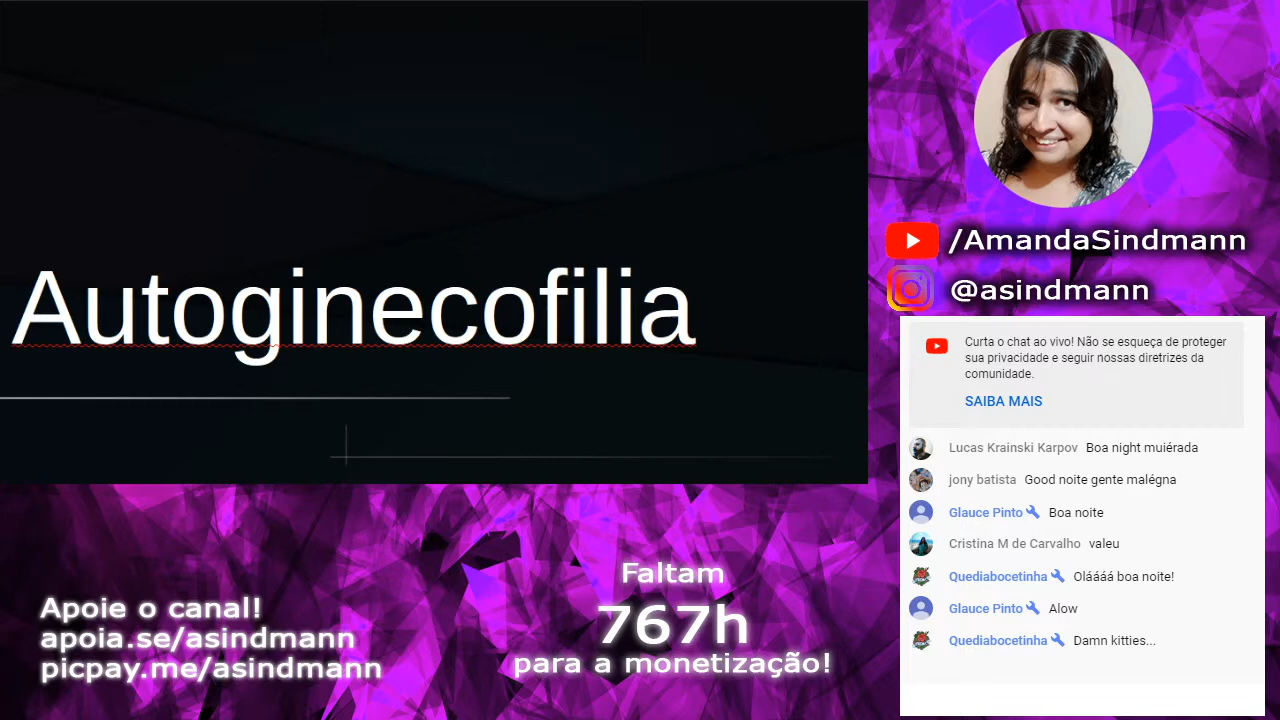 Autoginecofilia
/AmandaSindmann
@asindmann
Curta o chat ao vivo! Não se esqueça de proteger
sua privacidade e seguir nossas diretrizes da
comunidade.
SAIBA MAIS
Lucas Krainski Karpov Boa night muiérada
jony batista Good noite gente malégna
Glauce Pinto Boa noite
Cristina M de Carvalho valeu
Quediabocetinha Oláááá boa noite!
Glauce Pinto Alow
Quediabocetinha Damn kitties...
Apoie o canal!
apoia.se/asindmann
picpay.me/asindmann
Faltam
767h
para a monetização!